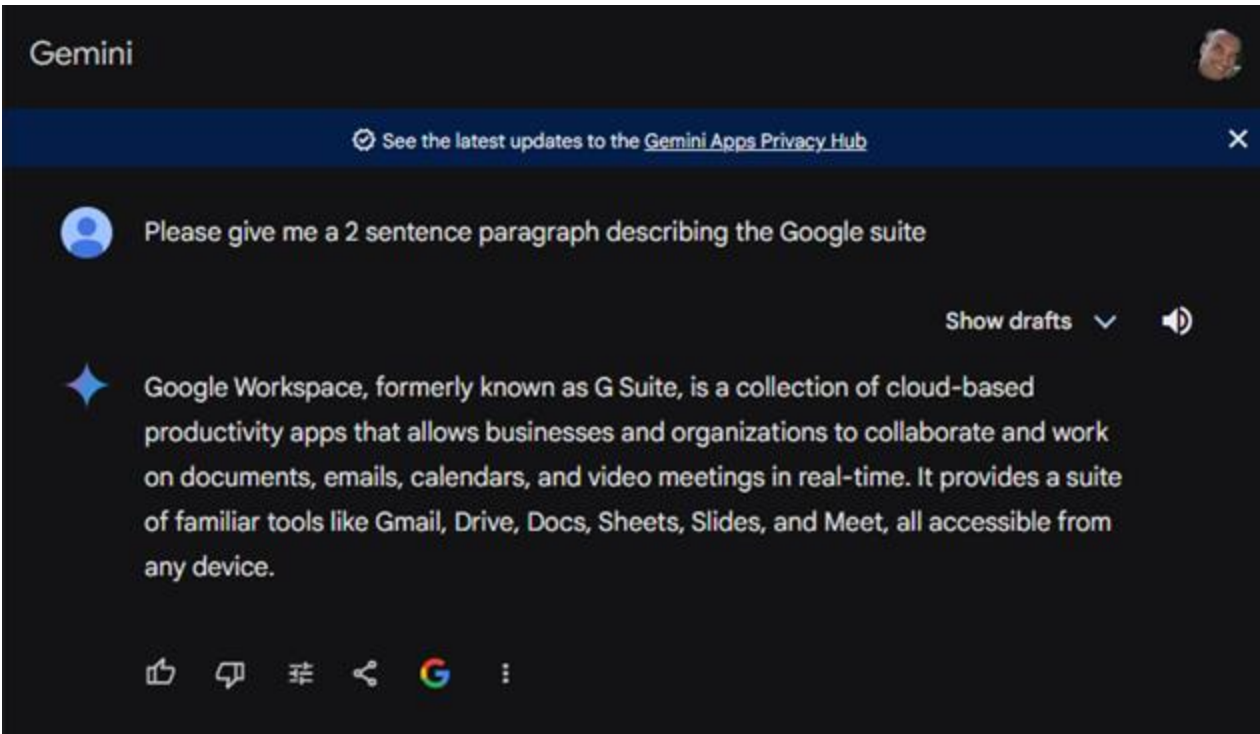 Gemini
See the latest updates to the Gemini Apps Privacy Hub
Please give me a 2 sentence paragraph describing the Google suite
Show drafts
Google Workspace, formerly known as G Suite, is a collection of cloud-based
productivity apps that allows businesses and organizations to collaborate and work
on documents, emails, calendars, and video meetings in real-time. It provides a suite
of familiar tools like Gmail, Drive, Docs, Sheets, Slides, and Meet, all accessible from
any device.